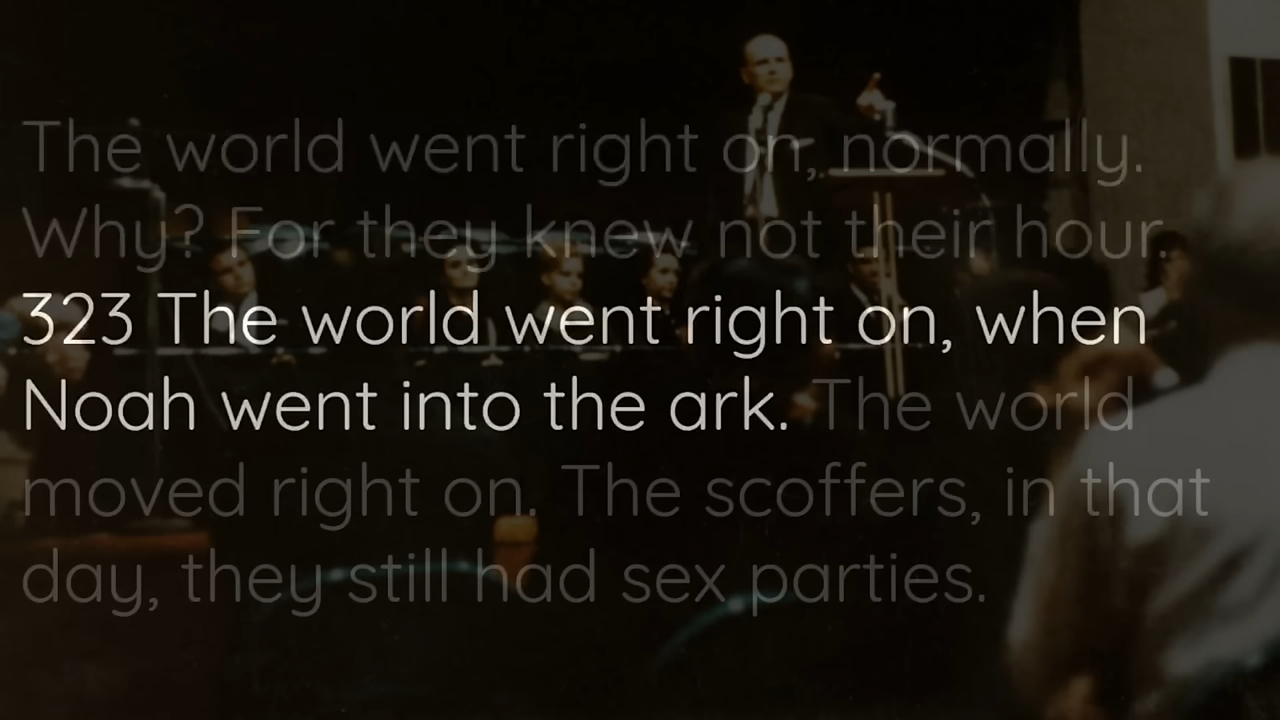 The world went right on, normally.
Why? For they knew not their hour.
323 The world went right on, when
Noah went into the ark. The world
moved right on. The scoffers, in that
day, they still had sex parties.